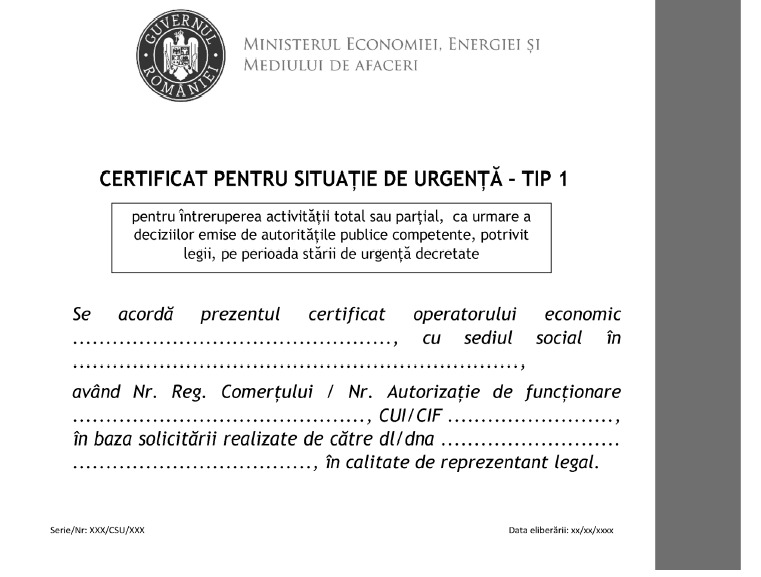 GUVERNUL ROMÂNIEI
MINISTERUL ECONOMIEI, ENERGIEI ȘI
MEDIULUI DE AFACERI
CERTIFICAT PENTRU SITUAȚIE DE URGENȚĂ – TIP 1
pentru întreruperea activității total sau parțial, ca urmare a
deciziilor emise de autoritățile publice competente, potrivit
legii, pe perioada stării de urgență decretate
Se acordă prezentul certificat operatorului economic
................................................, cu sediul social în
...................................................................,
având Nr. Reg. Comerțului / Nr. Autorizație de funcționare
............................................, CUI/CIF .........................,
în baza solicitării realizate de către dl/dna ...........................
...................................., în calitate de reprezentant legal.
Serie/Nr: XXX/CSU/XXX
Data eliberării: xx/xx/xxxx